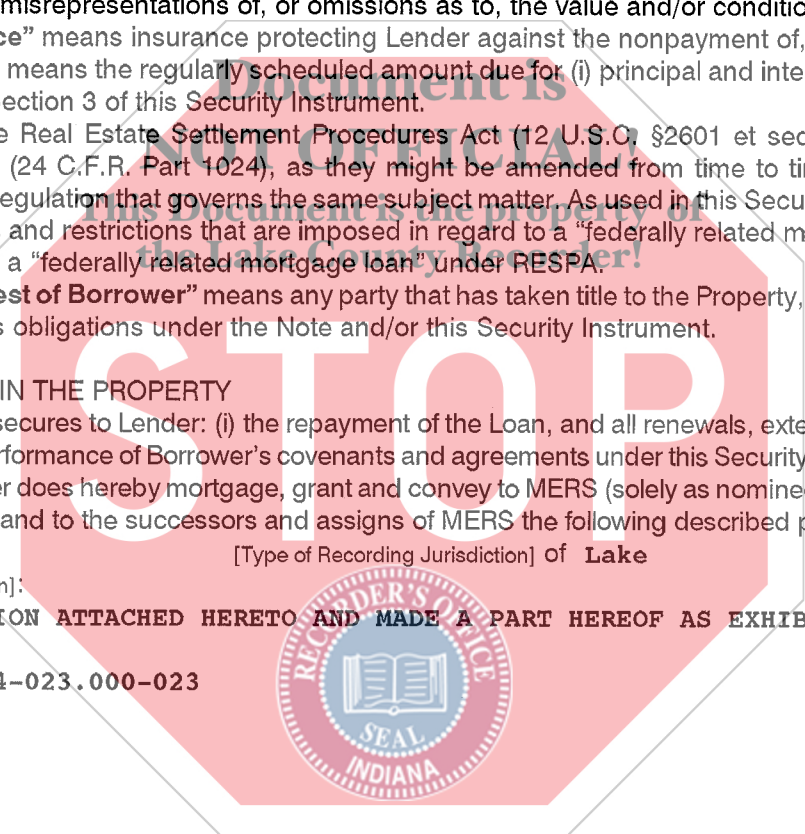 misrepresentations of, or omissions as to, the value and/or conditio
ce” means insurance protecting Lender against the nonpayment of,
means the regularly scheduled amount due for (i) principal and inte
ection 3 of this Security Instrument.
e Real Estate Settlement Procedures Act (12 U.S.C. §2601 et sec
(24 C.F.R. Part 1024), as they might be amended from time to ti
egulation that governs the same subject matter. As used in this Secu
and restrictions that are imposed in regard to a “federally related m
a “federally related mortgage loan” under RESPA.
est of Borrower” means any party that has taken title to the Property,
s obligations under the Note and/or this Security Instrument.
IN THE PROPERTY
secures to Lender: (i) the repayment of the Loan, and all renewals, exte
rformance of Borrower’s covenants and agreements under this Security
er does hereby mortgage, grant and convey to MERS (solely as nomine
and to the successors and assigns of MERS the following described p
[Type of Recording Jurisdiction] of Lake
n]:
ION ATTACHED HERETO AND MADE A PART HEREOF AS EXHIB
4-023.000-023
Document is
NOT OFFICIAL!
This Document is the property of
the Lake County Recorder!
STOP
RECORDER'S OFFICE
SEAL
INDIANA